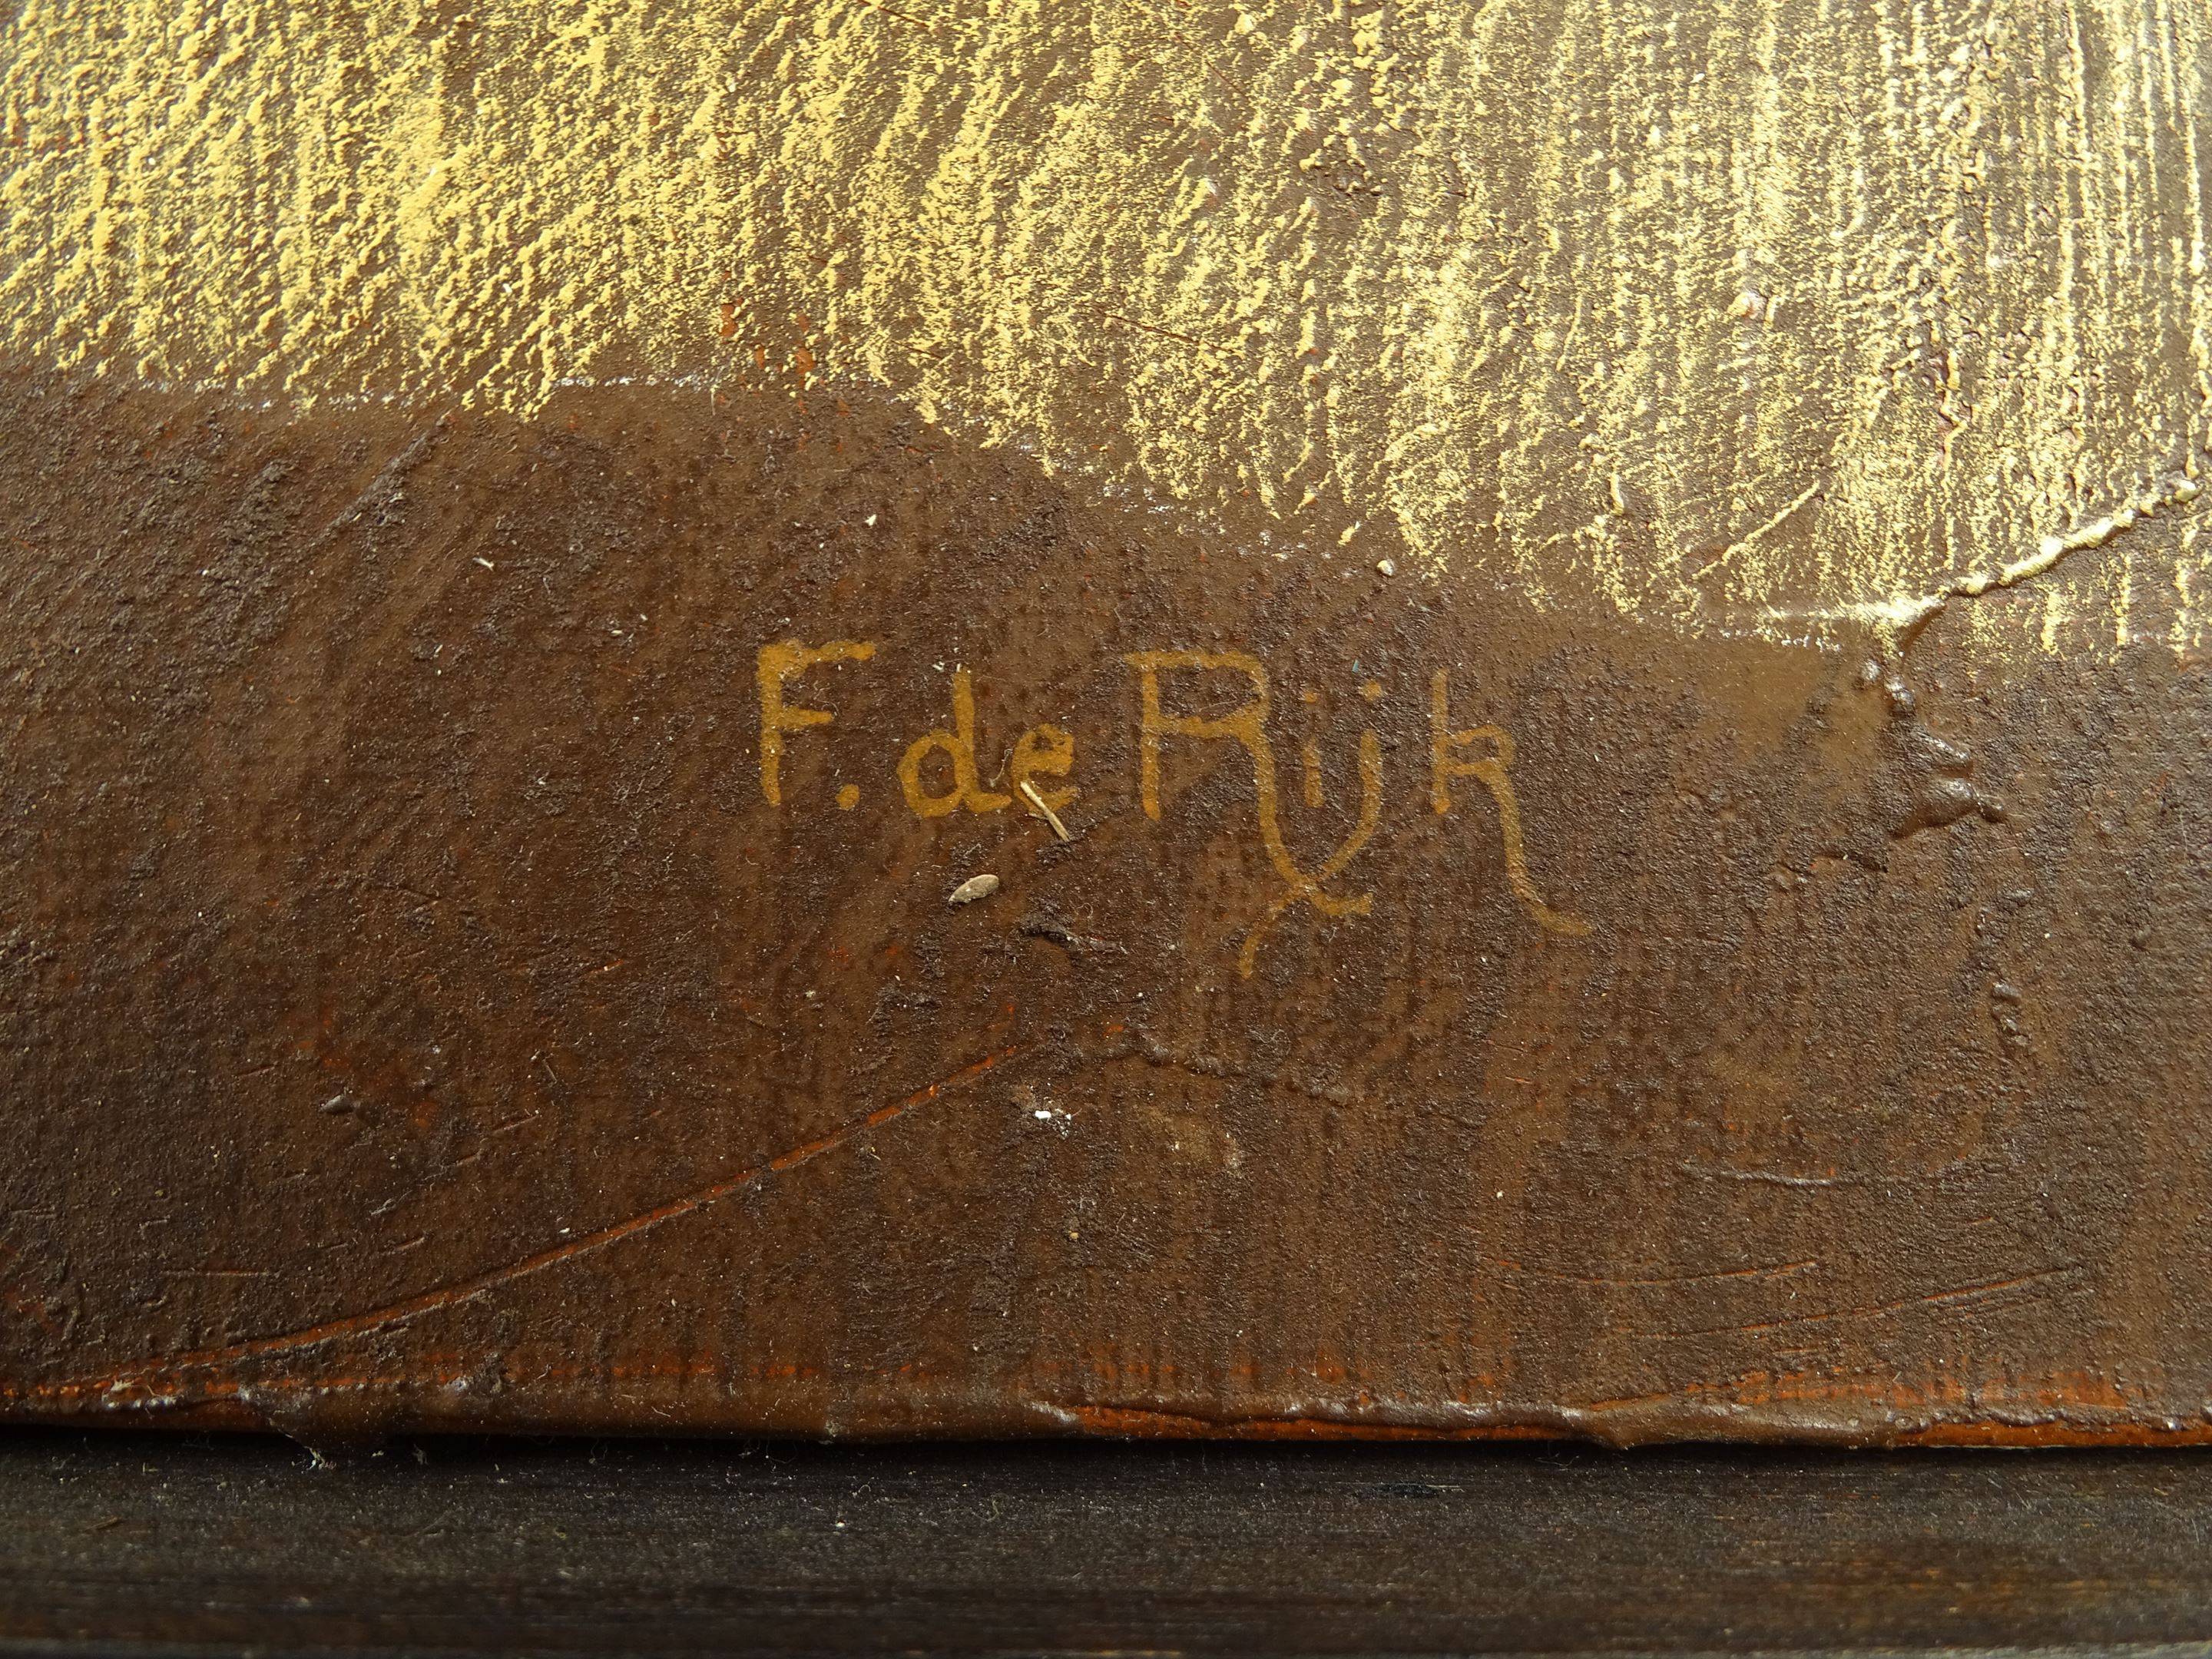 F. de Rijk